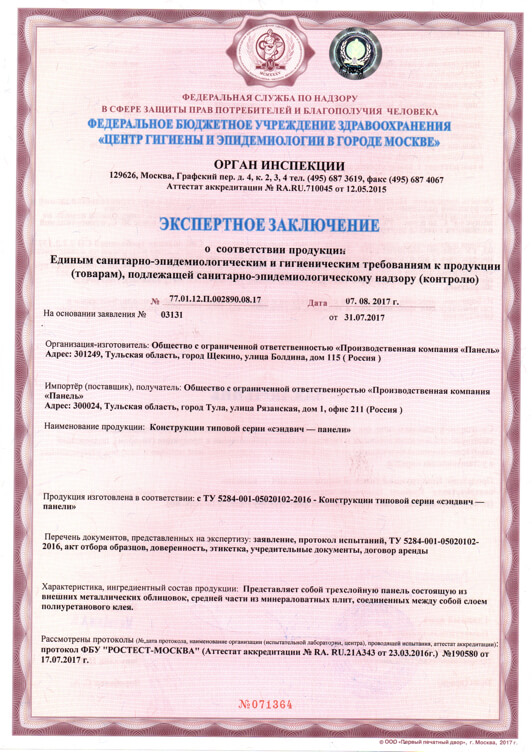 ФЕДЕРАЛЬНАЯ СЛУЖБА ПО НАДЗОРУ
В СФЕРЕ ЗАЩИТЫ ПРАВ ПОТРЕБИТЕЛЕЙ И БЛАГОПОЛУЧИЯ ЧЕЛОВЕКА
ФЕДЕРАЛЬНОЕ БЮДЖЕТНОЕ УЧРЕЖДЕНИЕ ЗДРАВООХРАНЕНИЯ
«ЦЕНТР ГИГИЕНЫ И ЭПИДЕМИОЛОГИИ В ГОРОДЕ МОСКВЕ»
ОРГАН ИНСПЕКЦИИ
129626, Москва, Графский пер. д. 4, к. 2, 3, 4 тел. (495) 687 3619, факс (495) 687 4067
Аттестат аккредитации № RA.RU.710045 от 12.05.2015
ЭКСПЕРТНОЕ ЗАКЛЮЧЕНИЕ
о соответствии продукции:
Единым санитарно-эпидемиологическим и гигиеническим требованиям к продукции
(товарам), подлежащей санитарно-эпидемиологическому надзору (контролю)
№ 77.01.12.П.002890.08.17 Дата 07. 08. 2017 г.
На основании заявления № 03131 от 31.07.2017
Организация-изготовитель: Общество с ограниченной ответственностью «Производственная компания «Панель»
Адрес: 301249, Тульская область, город Щекино, улица Болдина, дом 115 ( Россия )
Импортёр (поставщик), получатель: Общество с ограниченной ответственностью «Производственная компания
«Панель»
Адрес: 300024, Тульская область, город Тула, улица Рязанская, дом 1, офис 211 (Россия )
Наименование продукции: Конструкции типовой серии «сэндвич — панели»
Продукция изготовлена в соответствии: с ТУ 5284-001-05020102-2016 - Конструкции типовой серии «сэндвич —
панели»
Перечень документов, представленных на экспертизу: заявление, протокол испытаний, ТУ 5284-001-05020102-
2016, акт отбора образцов, доверенность, этикетка, учредительные документы, договор аренды
Характеристика, ингредиентный состав продукции: Представляет собой трехслойную панель состоящую из
внешних металлических облицовок, средней части из минераловатных плит, соединенных между собой слоем
полиуретанового клея.
Рассмотрены протоколы (№,дата протокола, наименование организации (испытательной лаборатории, центра), проводящей испытания, аттестат аккредитации):
протокол ФБУ "РОСТЕСТ-МОСКВА" (Аттестат аккредитации № RA. RU.21АЗ43 от 23.03.2016г.) №190580 от
17.07.2017 г.
№071364
© ООО «Первый печатный двор», г. Москва, 2017 г.